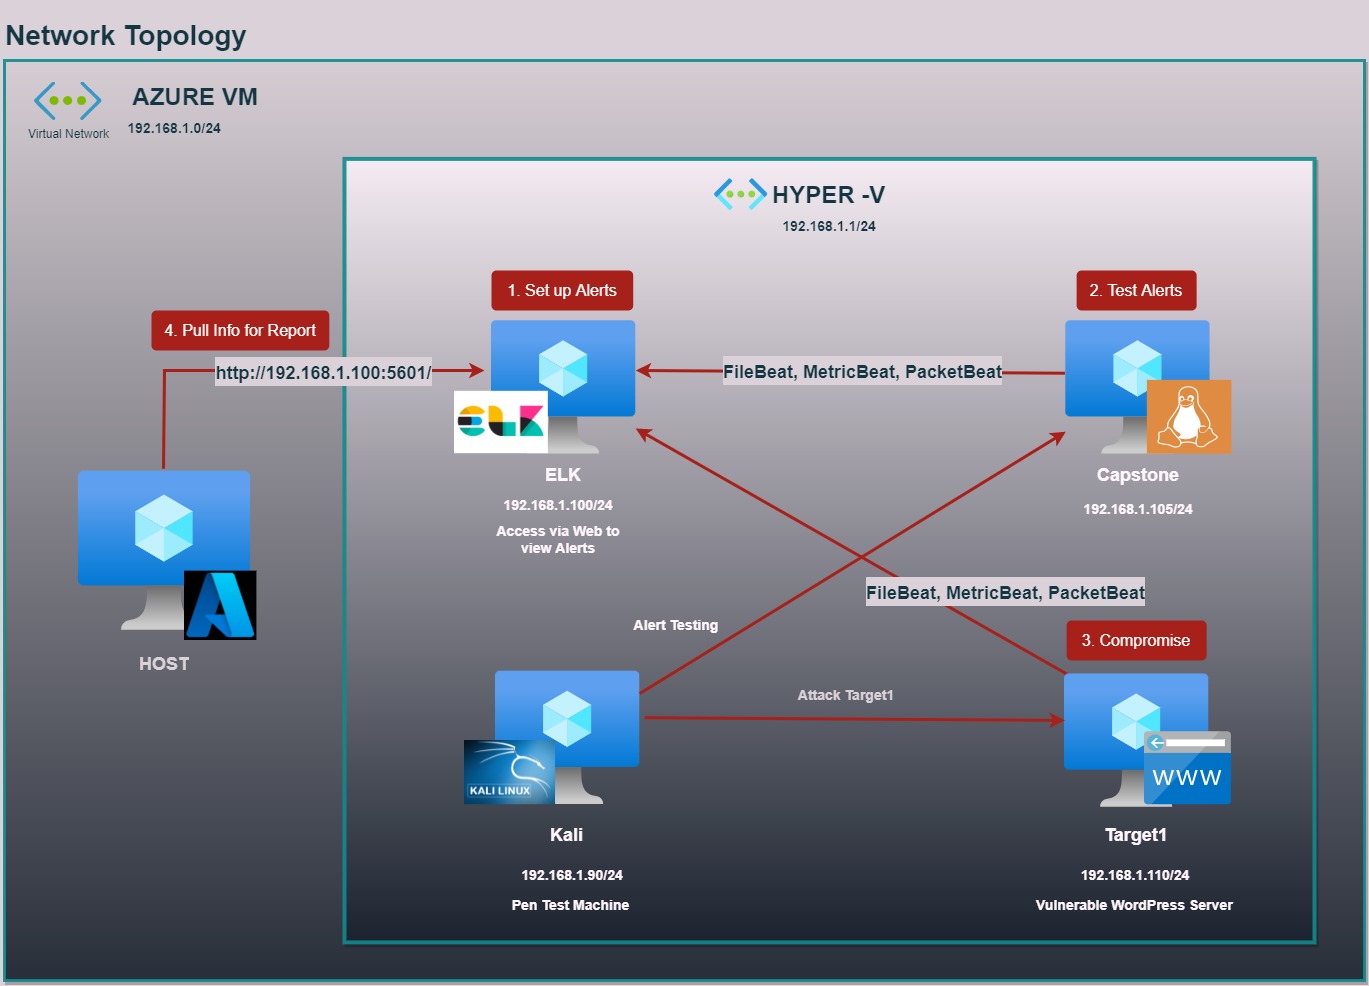 Network Topology
AZURE VM
Virtual Network
192.168.1.0/24
HYPER -V
192.168.1.1/24
1. Set up Alerts
2. Test Alerts
4. Pull Info for Report
http://192.168.1.100:5601/
FileBeat, MetricBeat, PacketBeat
ELK
ELK
192.168.1.100/24
Access via Web to
view Alerts
Capstone
192.168.1.105/24
HOST
FileBeat, MetricBeat, PacketBeat
Alert Testing
3. Compromise
Attack Target1
KALI LINUX
WWW
Kali
192.168.1.90/24
Pen Test Machine
Target1
192.168.1.110/24
Vulnerable WordPress Server